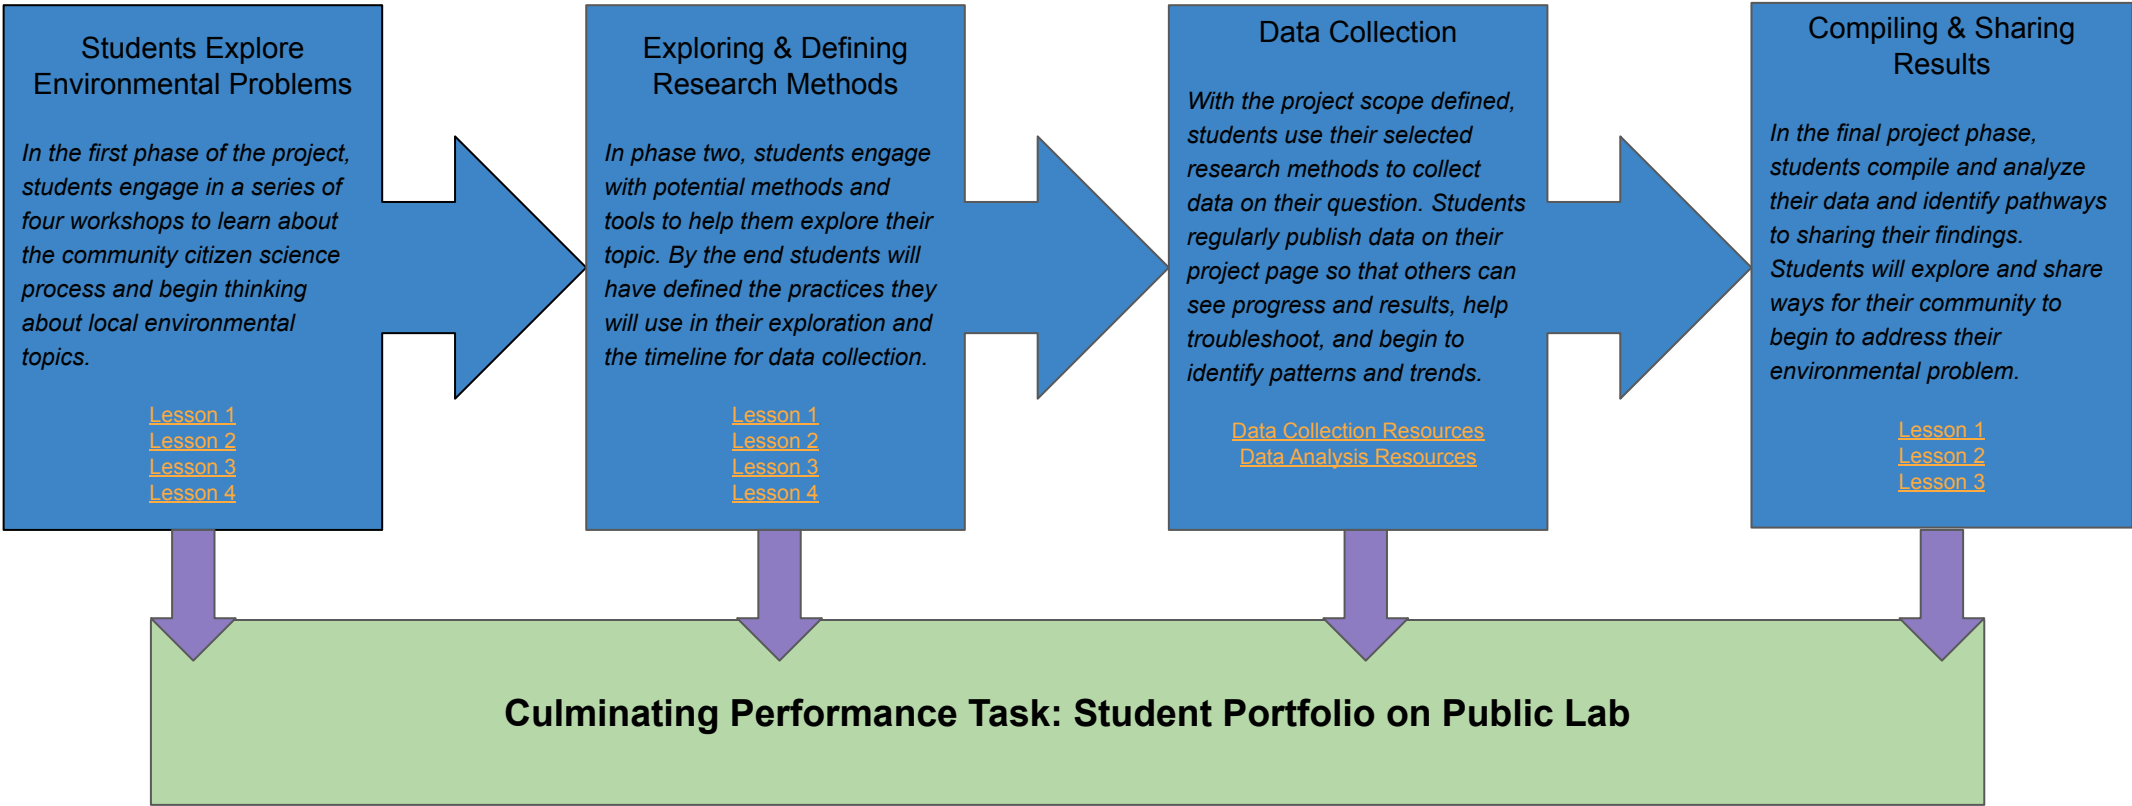 Students Explore
Environmental Problems
In the first phase of the project,
students engage in a series of
four workshops to learn about
the community citizen science
process and begin thinking
about local environmental
topics.
Lesson 1
Lesson 2
Lesson 3
Lesson 4
Exploring & Defining
Research Methods
In phase two, students engage
with potential methods and
tools to help them explore their
topic. By the end students will
have defined the practices they
will use in their exploration and
the timeline for data collection.
Lesson 1
Lesson 2
Lesson 3
Lesson 4
Data Collection
With the project scope defined,
students use their selected
research methods to collect
data on their question. Students
regularly publish data on their
project page so that others can
see progress and results, help
troubleshoot, and begin to
identify patterns and trends.
Data Collection Resources
Data Analysis Resources
Compiling & Sharing
Results
In the final project phase,
students compile and analyze
their data and identify pathways
to sharing their findings.
Students will explore and share
ways for their community to
begin to address their
environmental problem.
Lesson 1
Lesson 2
Lesson 3
Culminating Performance Task: Student Portfolio on Public Lab